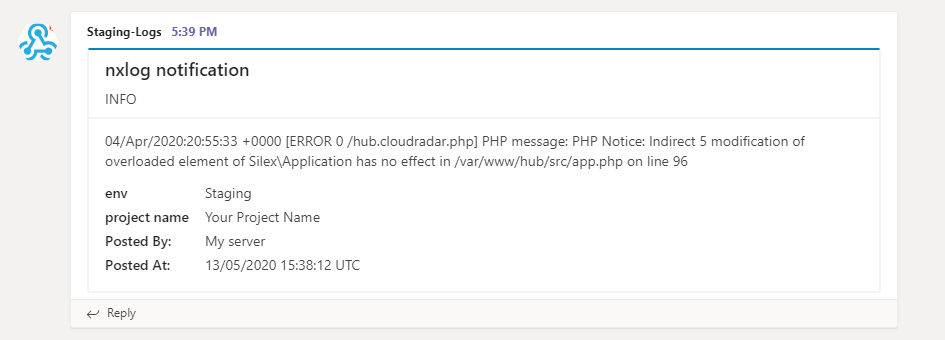 Staging-Logs 5:39 PM
nxlog notification
INFO
04/Apr/2020:20:55:33 +0000 [ERROR 0 /hub.cloudradar.php] PHP message: PHP Notice: Indirect 5 modification of
overloaded element of Silex\Application has no effect in /var/www/hub/src/app.php on line 96
env Staging
project name Your Project Name
Posted By: My server
Posted At: 13/05/2020 15:38:12 UTC
Reply